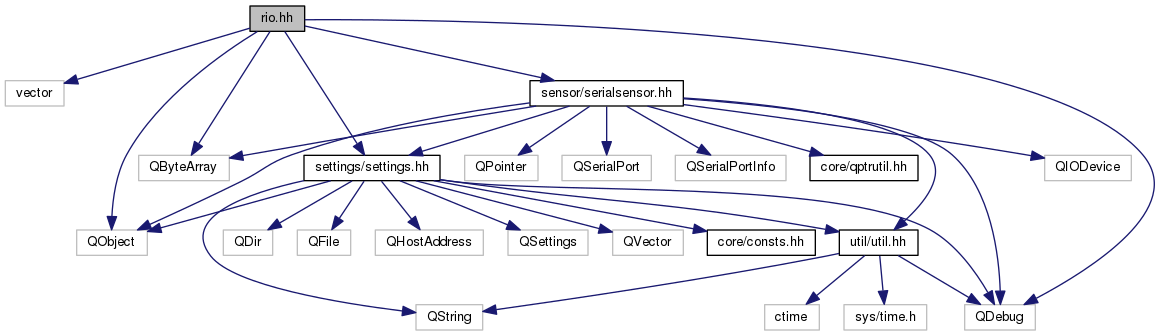 rio.hh
vector
sensor/serialsensor.hh
QByteArray
settings/settings.hh
QPointer
QSerialPort
QSerialPortInfo
core/qptrutil.hh
QIODevice
QObject
QDir
QFile
QHostAddress
QSettings
QVector
core/consts.hh
util/util.hh
QString
ctime
sys/time.h
QDebug